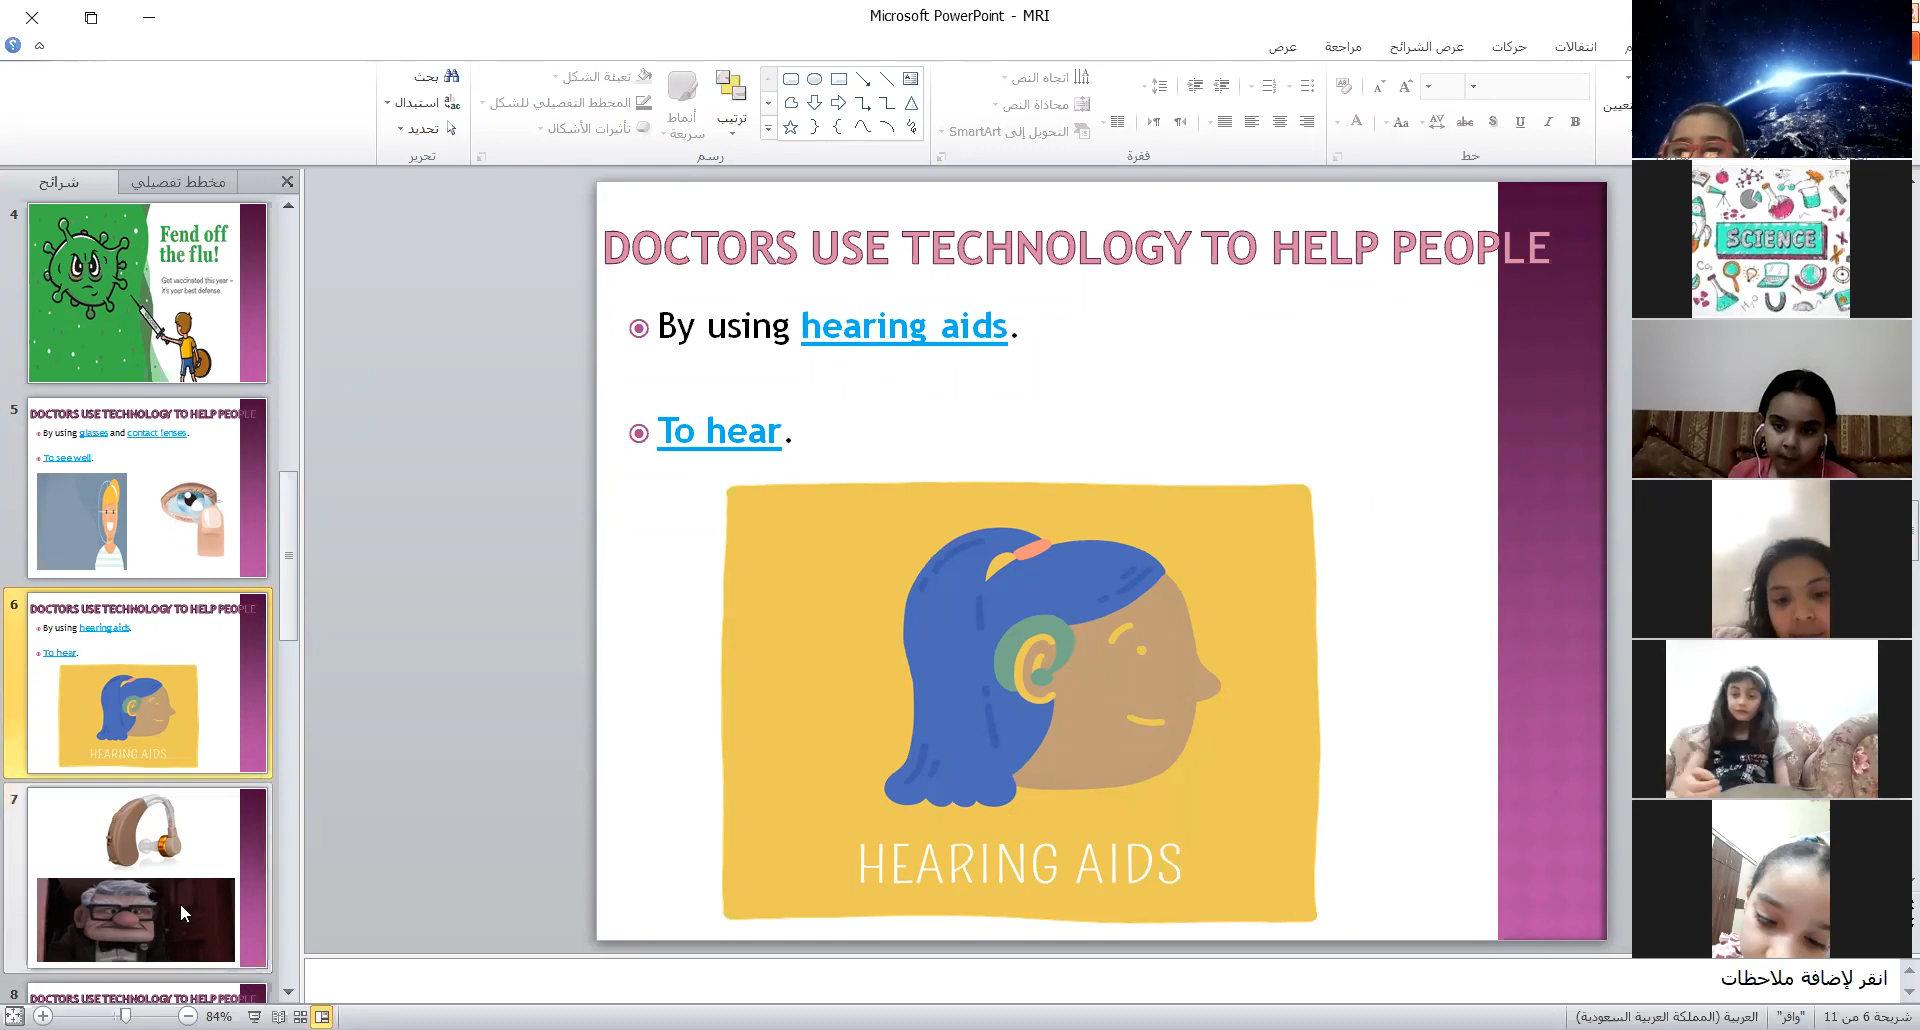 Microsoft PowerPoint - MRI
انتقالات
حركات
عرض الشرائح
مراجعة
عرض
اتجاه النص
محاذاة النص
التحويل إلى SmartArt
ترتيب
أنماط
سريعة
تعبئة الشكل
المخطط التفصيلي للشكل
تأثيرات الأشكال
بحث
استبدال
تحديد
خط
فقرة
رسم
تحرير
شرائح
مخطط تفصيلي
4
Fend off
the flu!
Get vaccinated this year –
it's your best defense.
5
DOCTORS USE TECHNOLOGY TO HELP PEOPLE
By using glasses and contact lenses.
To see well.
6
DOCTORS USE TECHNOLOGY TO HELP PEOPLE
By using hearing aids.
To hear.
HEARING AIDS
7
8
DOCTORS USE TECHNOLOGY TO HELP PEOPLE
DOCTORS USE TECHNOLOGY TO HELP PEOPLE
By using hearing aids.
To hear.
HEARING AIDS
SCIENCE
انقر لإضافة ملاحظات
شريحة 6 من 11
"وافر"
العربية (المملكة العربية السعودية)
84%